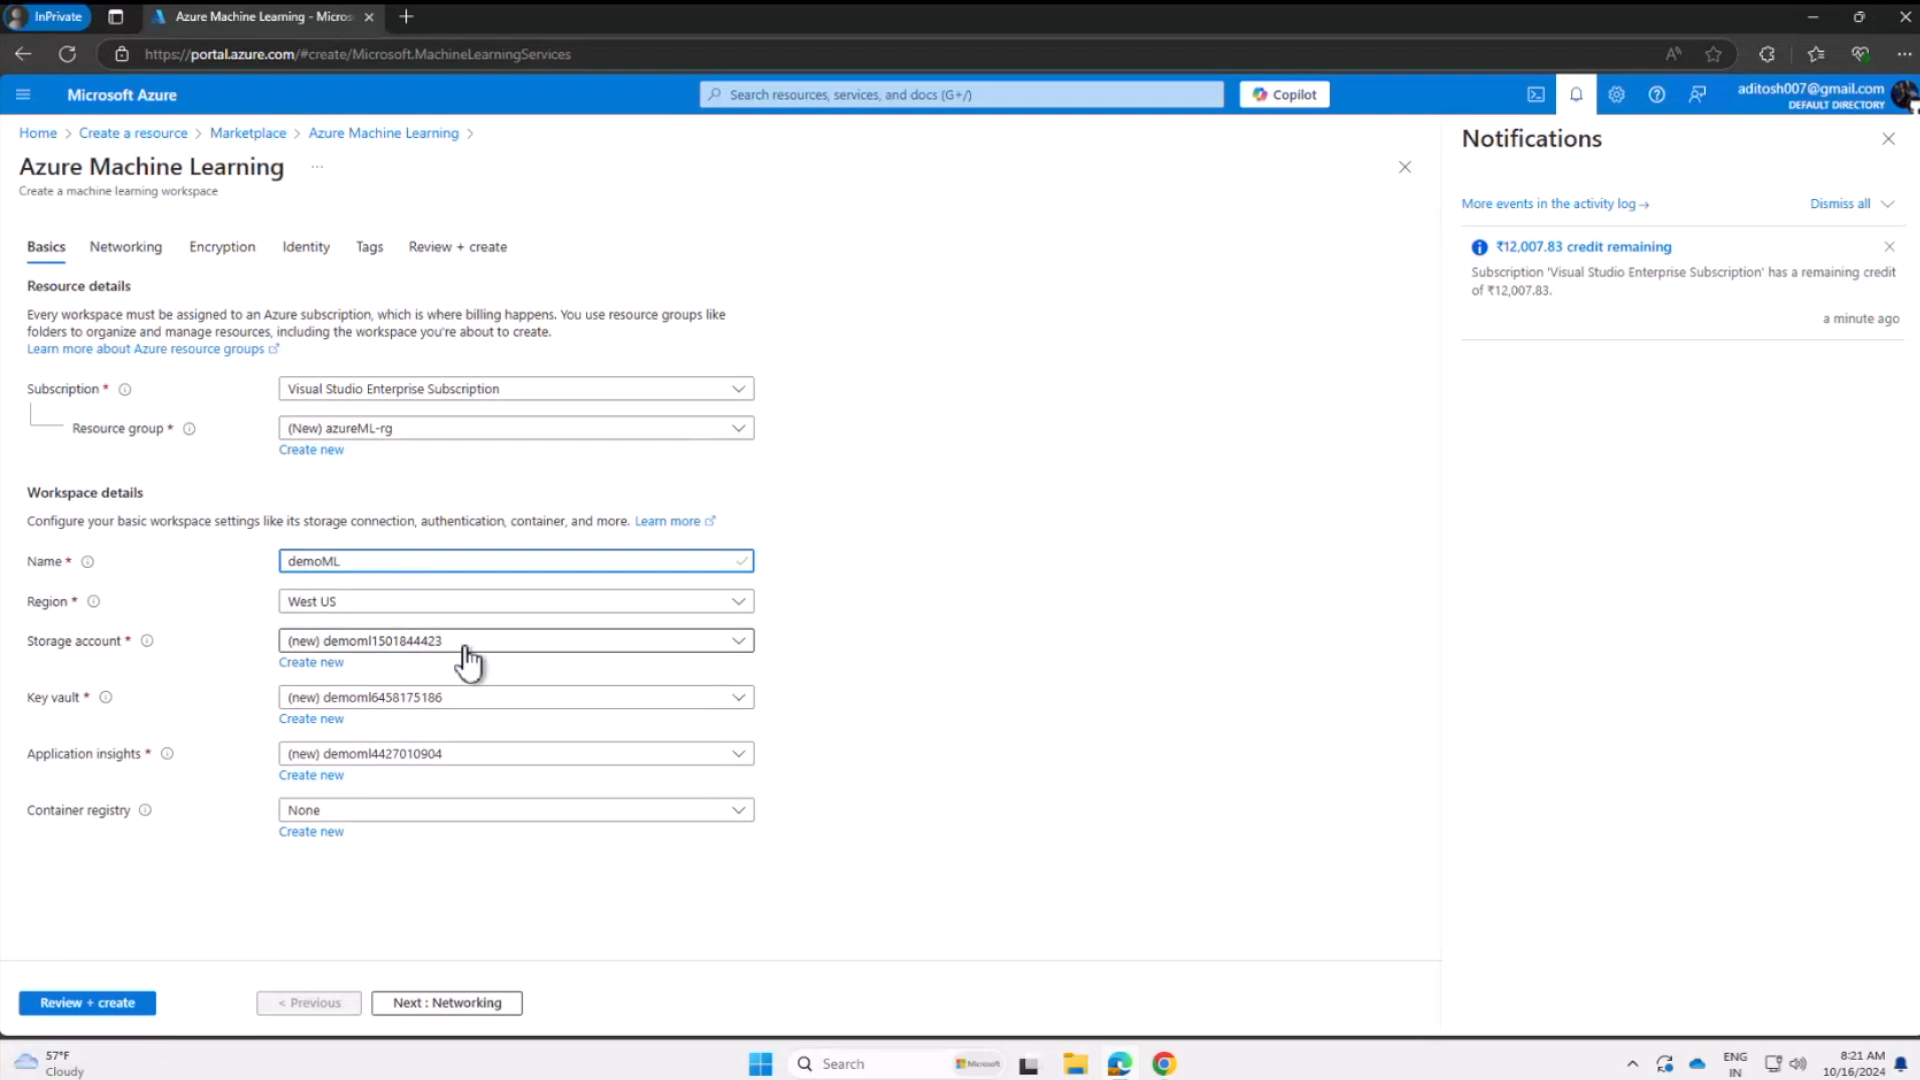 InPrivate
Azure Machine Learning - Micros
https://portal.azure.com/#create/Microsoft.MachineLearningServices
Microsoft Azure
Search resources, services, and docs (G+/)
Copilot
aditosh007@gmail.com
DEFAULT DIRECTORY
Home > Create a resource > Marketplace > Azure Machine Learning >
Azure Machine Learning ...
Create a machine learning workspace
Basics Networking Encryption Identity Tags Review + create
Resource details
Every workspace must be assigned to an Azure subscription, which is where billing happens. You use resource groups like
folders to organize and manage resources, including the workspace you're about to create.
Learn more about Azure resource groups
Subscription * Visual Studio Enterprise Subscription
Resource group * (New) azureML-rg
Create new
Workspace details
Configure your basic workspace settings like its storage connection, authentication, container, and more. Learn more
Name * demoML
Region * West US
Storage account * (new) demoml1501844423
Create new
Key vault * (new) demoml6458175186
Create new
Application insights * (new) demoml4427010904
Create new
Container registry None
Create new
Review + create < Previous Next : Networking
Notifications
More events in the activity log → Dismiss all
₹12,007.83 credit remaining
Subscription 'Visual Studio Enterprise Subscription' has a remaining credit
of ₹12,007.83.
a minute ago
57°F
Cloudy
Search
Microsoft
ENG
IN
8:21 AM
10/16/2024